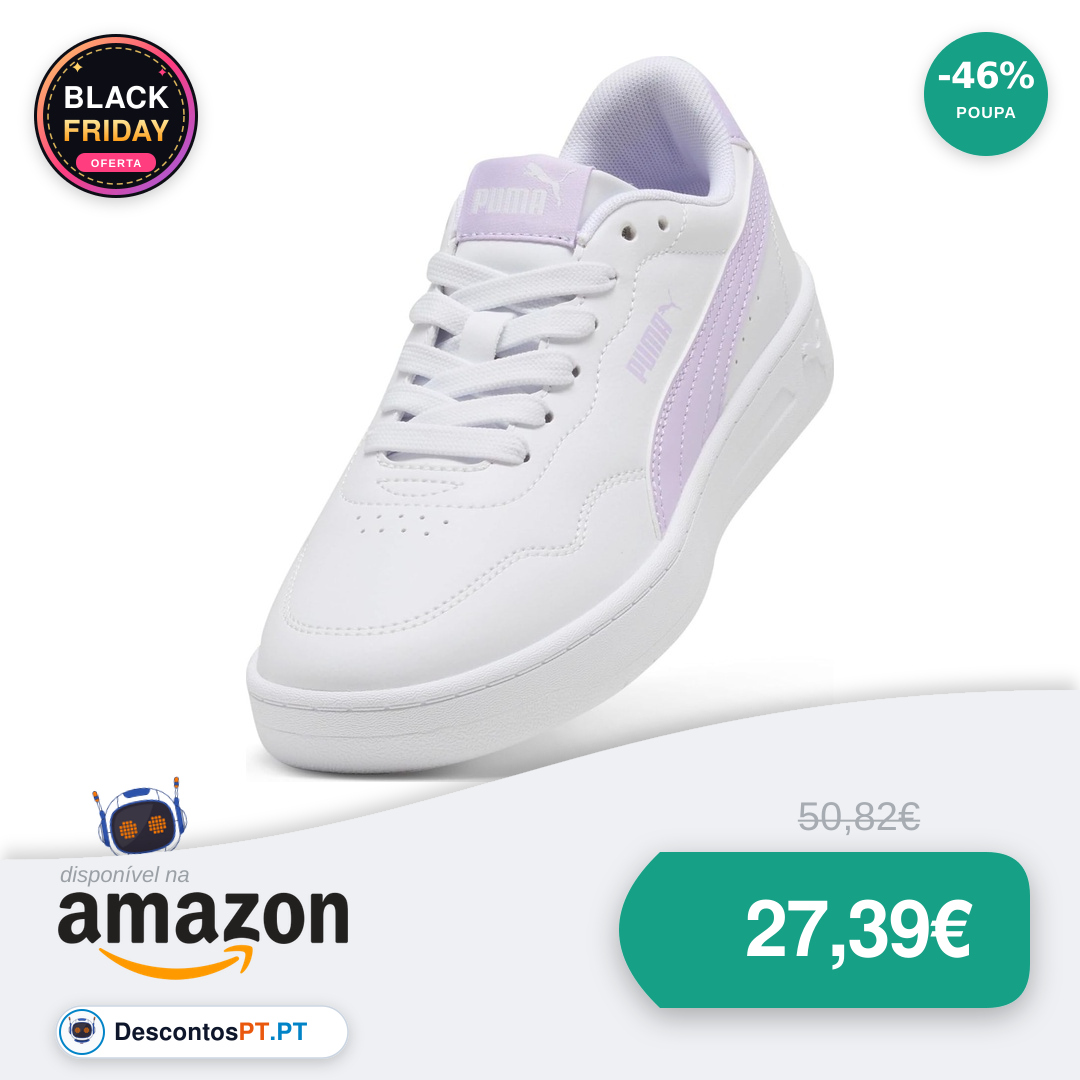 BLACK
FRIDAY
OFERTA
-46%
POUPA
PUMA
PUMA
50,82€
27,39€
disponível na
amazon
DescontosPT.PT